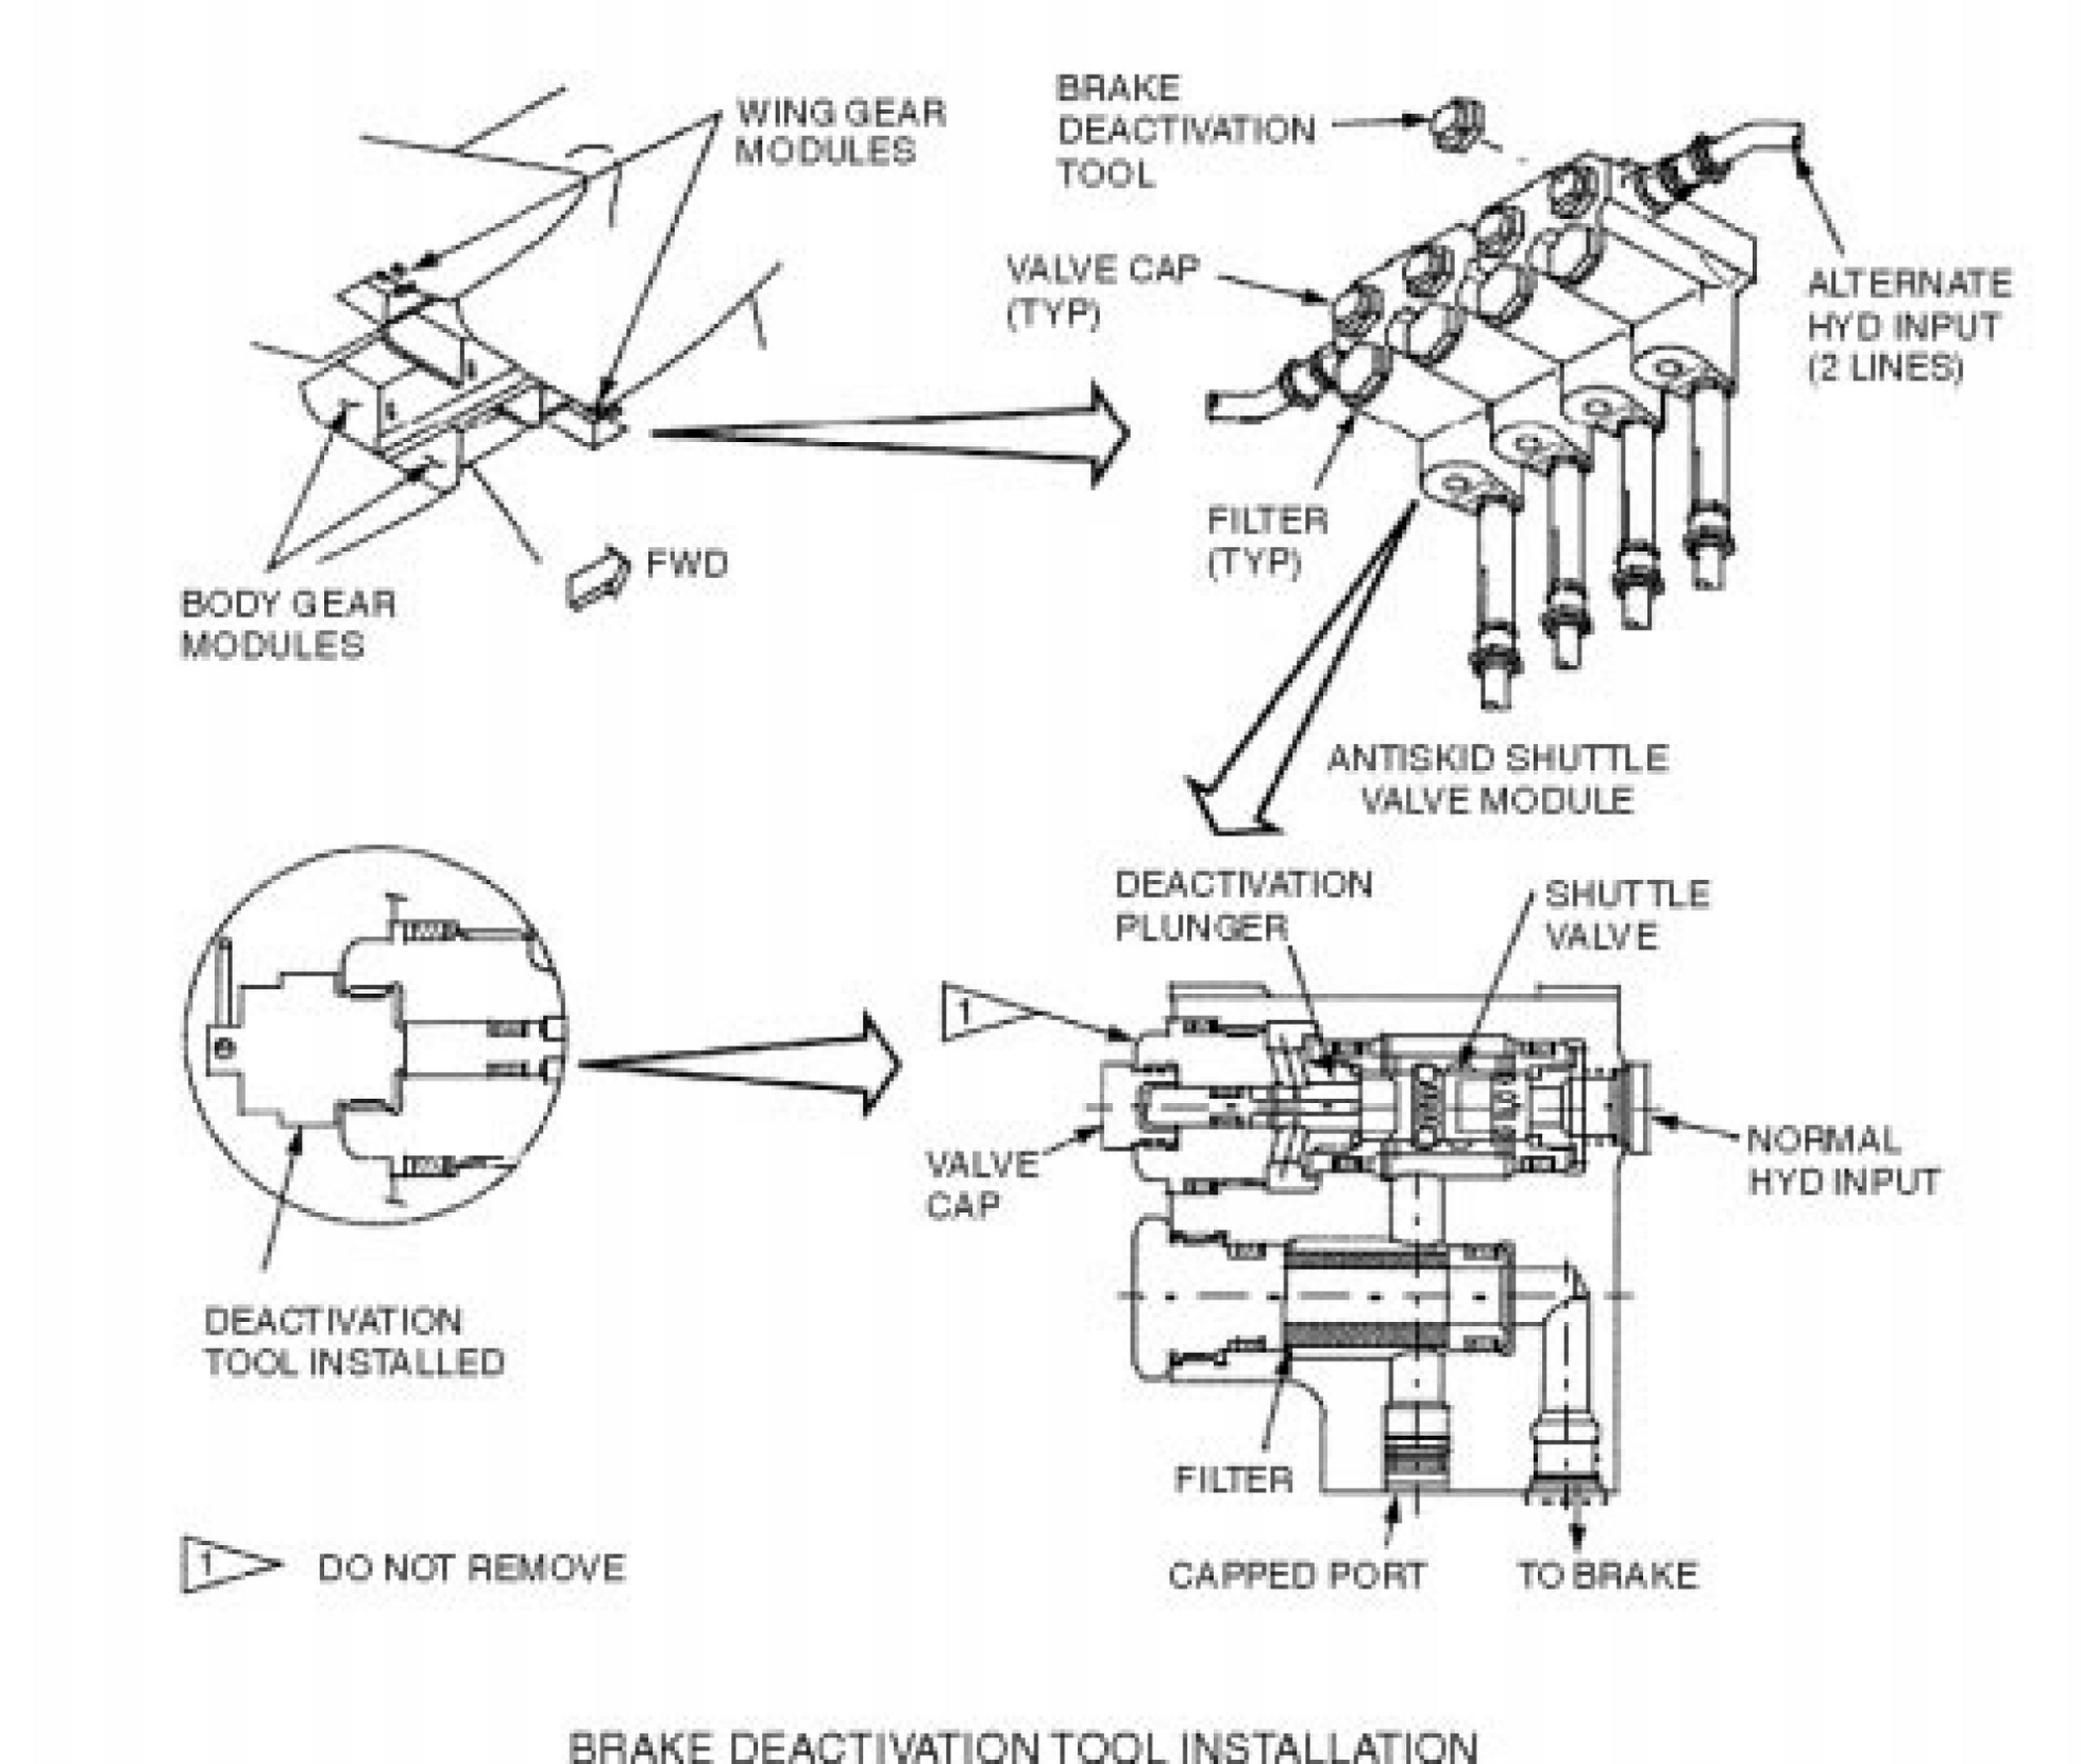 WING GEAR
MODULES
BRAKE
DEACTIVATION
TOOL
VALVE CAP
(TYP)
ALTERNATE
HYD INPUT
(2 LINES)
FILTER
(TYP)
FWD
BODY GEAR
MODULES
ANTISKID SHUTTLE
VALVE MODULE
DEACTIVATION
PLUNGER
SHUTTLE
VALVE
1
VALVE
CAP
NORMAL
HYD INPUT
DEACTIVATION
TOOL INSTALLED
FILTER
CAPPED PORT
TO BRAKE
1
DO NOT REMOVE
BRAKE DEACTIVATION TOOL INSTALLATION